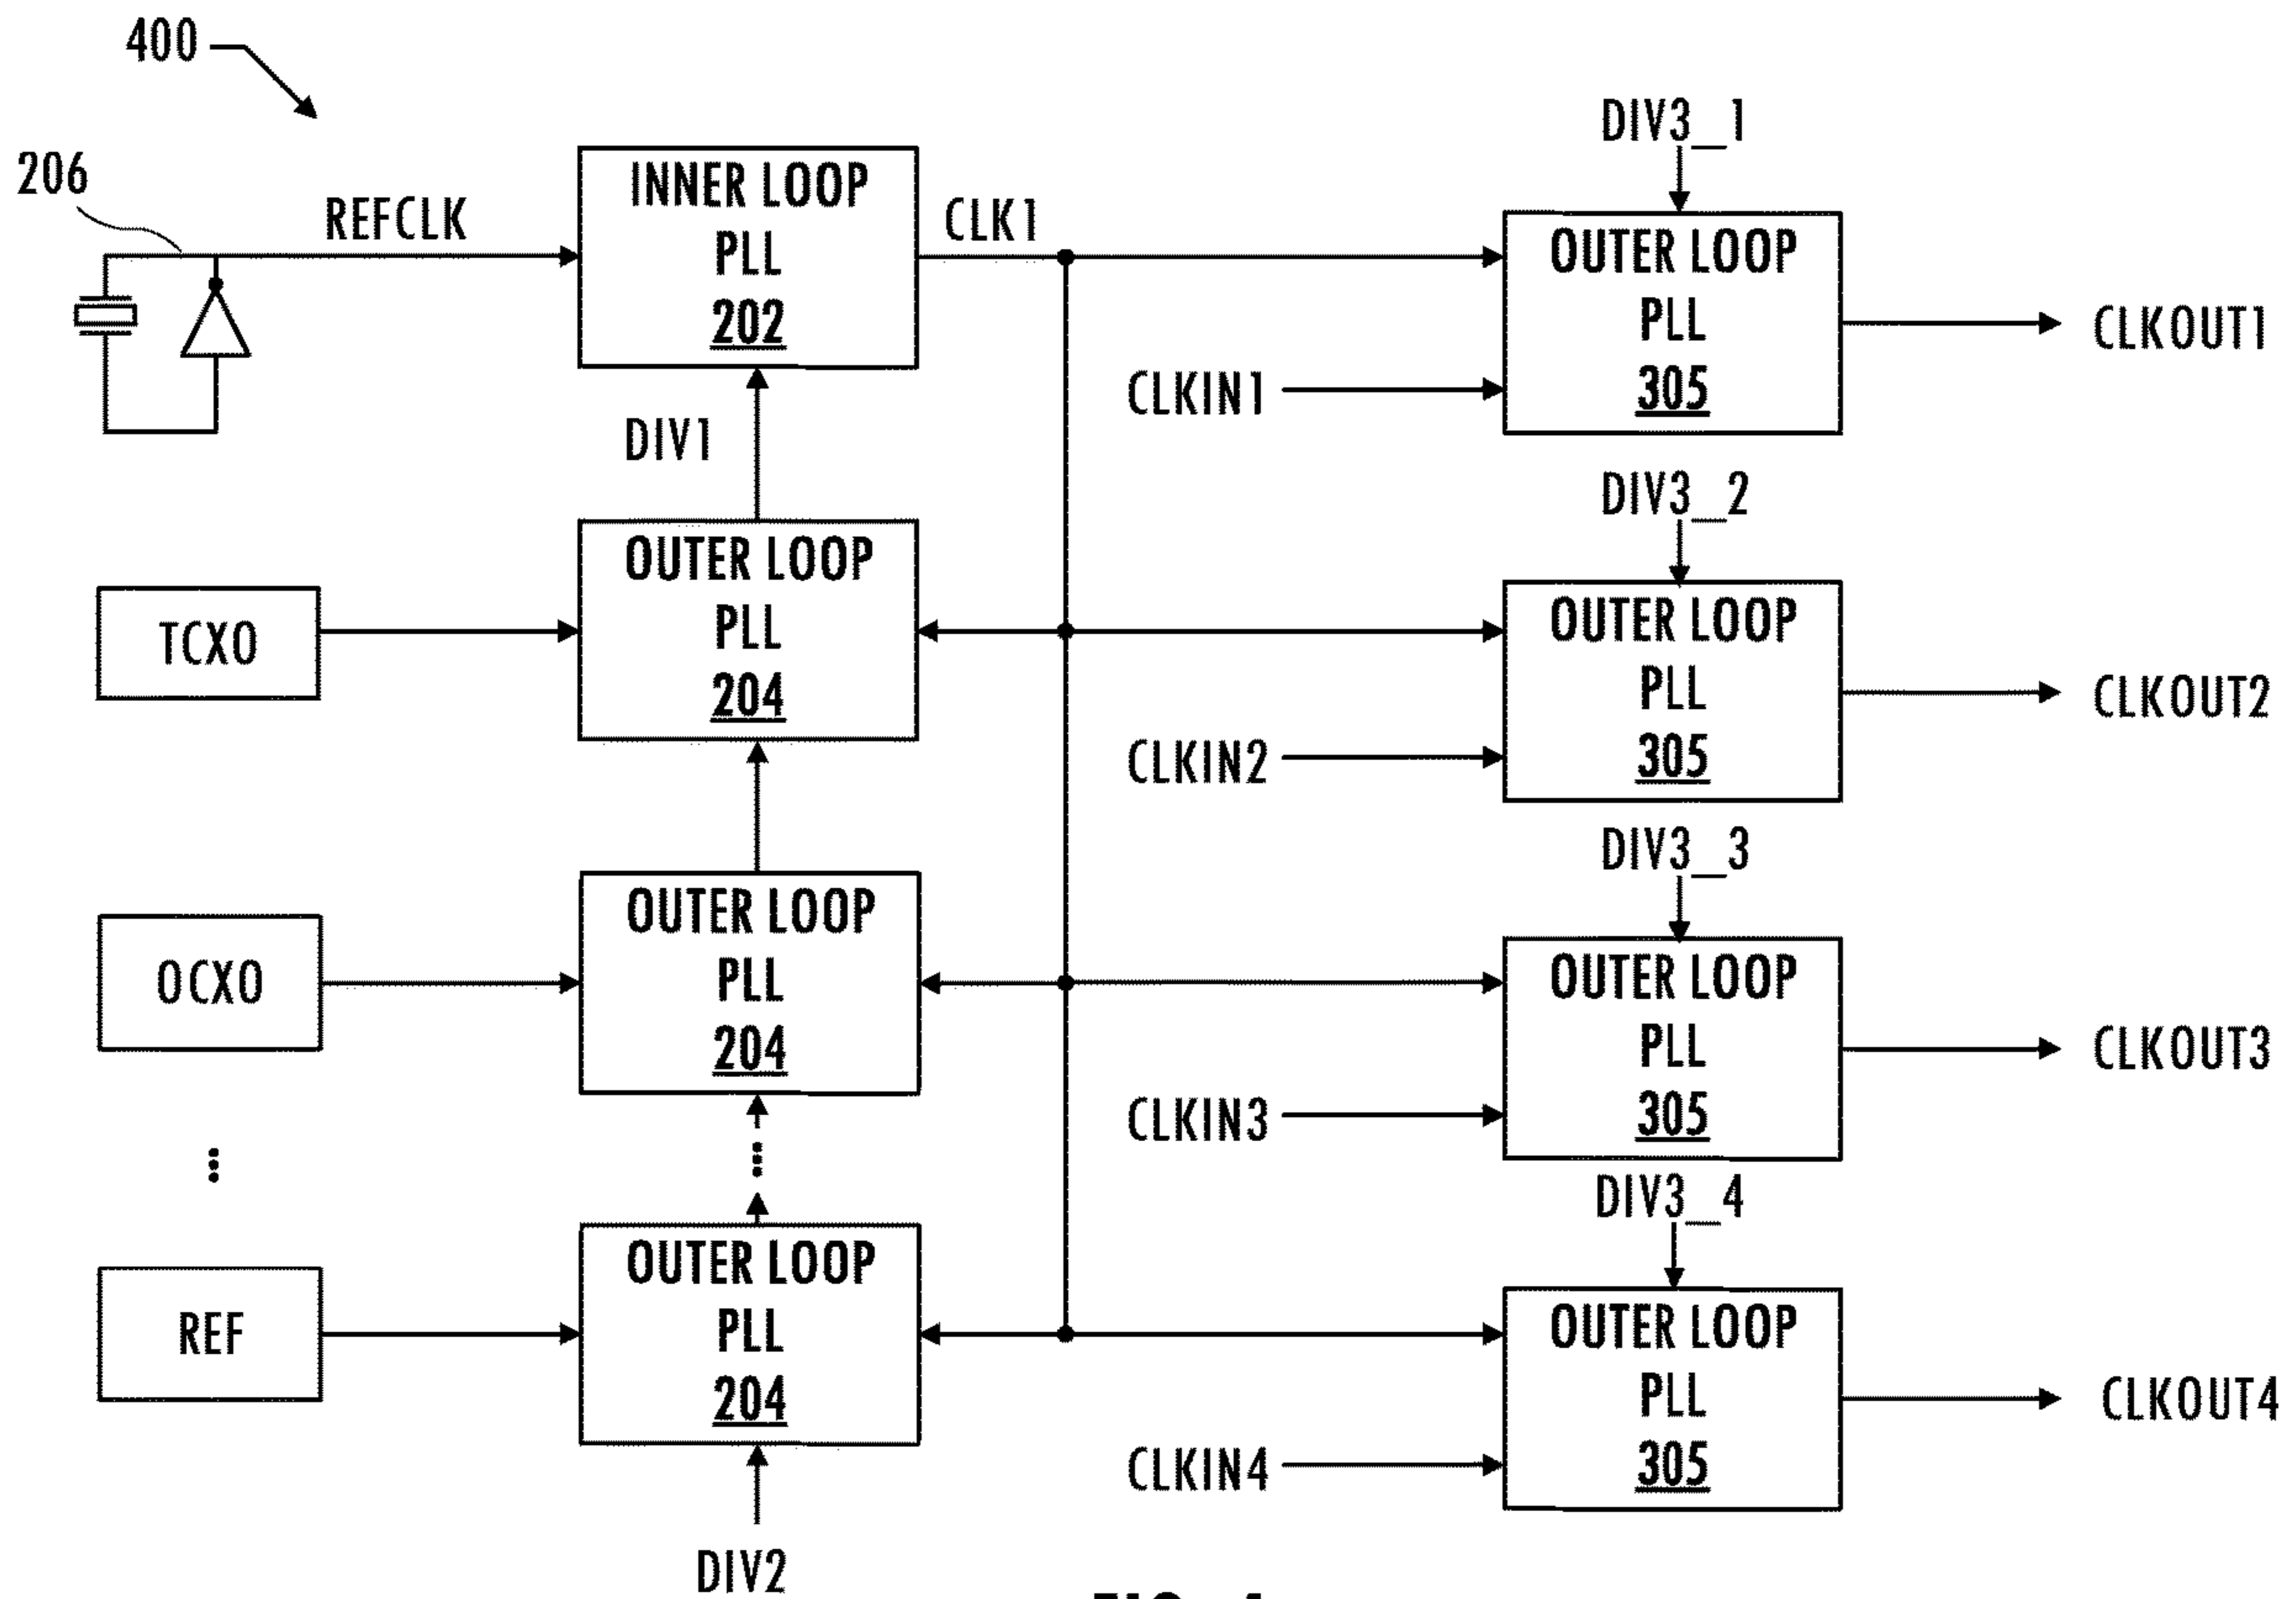 400
206
REFCLK
INNER LOOP
PLL
202
CLK1
DIV1
DIV3_1
OUTER LOOP
PLL
305
CLKIN1
CLKOUT1
TCXO
OUTER LOOP
PLL
204
DIV3_2
OUTER LOOP
PLL
305
CLKIN2
CLKOUT2
OCXO
OUTER LOOP
PLL
204
DIV3_3
OUTER LOOP
PLL
305
CLKIN3
CLKOUT3
REF
OUTER LOOP
PLL
204
DIV2
DIV3_4
OUTER LOOP
PLL
305
CLKIN4
CLKOUT4